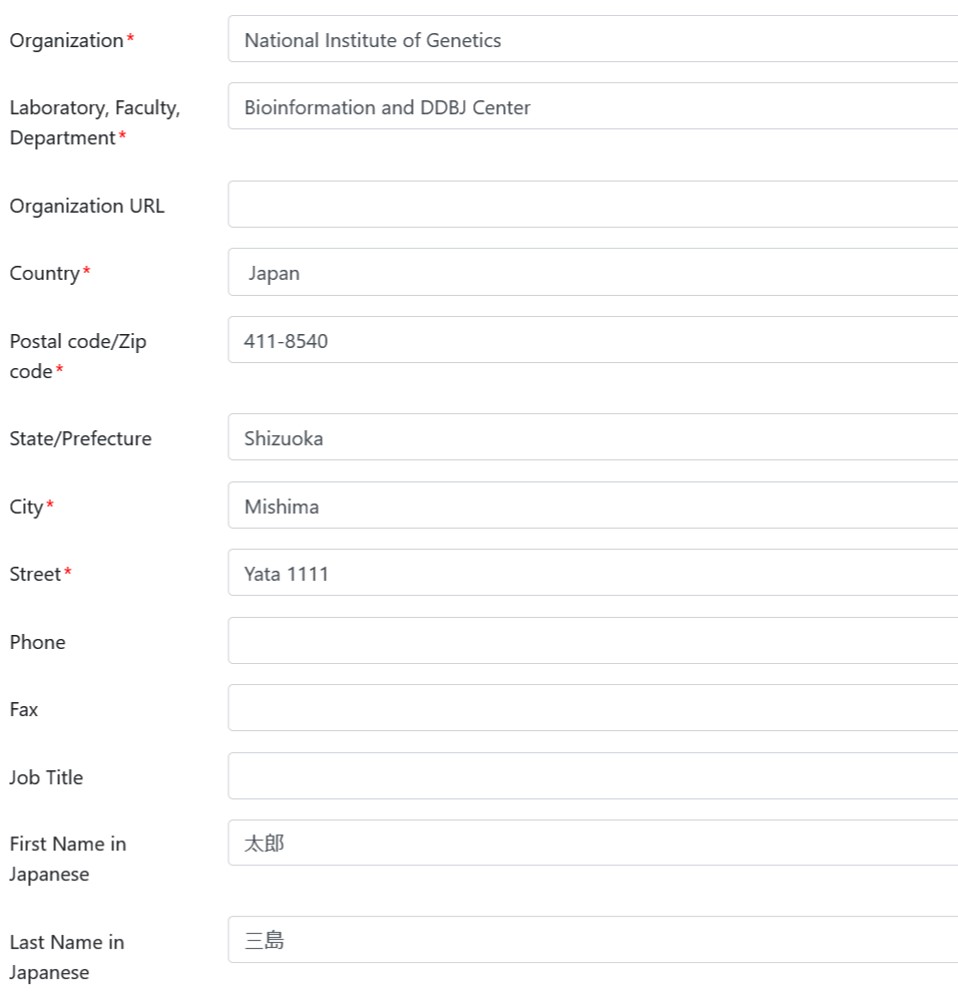 Organization* National Institute of Genetics
Laboratory, Faculty, Bioinformation and DDBJ Center
Department*
Organization URL
Country* Japan
Postal code/Zip 411-8540
code*
State/Prefecture Shizuoka
City* Mishima
Street* Yata 1111
Phone
Fax
Job Title
First Name in 太郎
Japanese
Last Name in 三島
Japanese